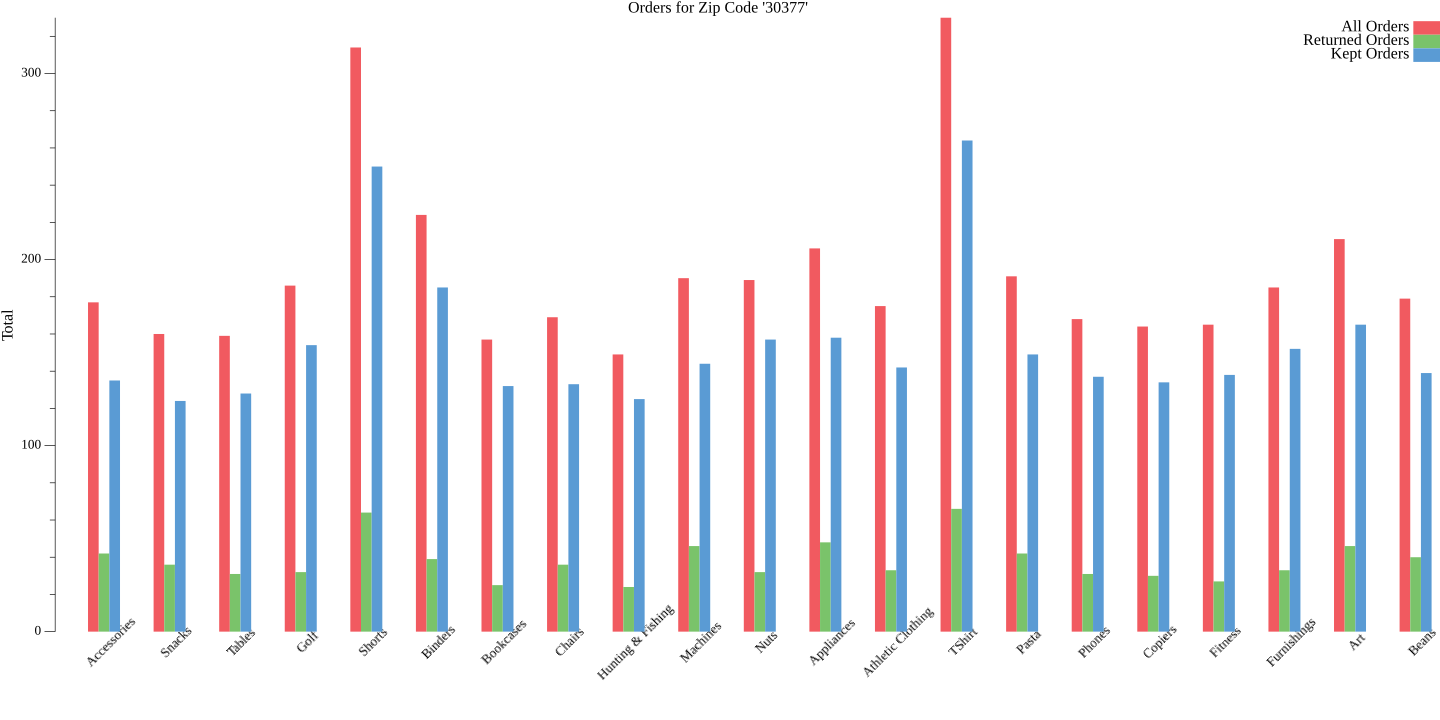 Orders for Zip Code '30377'
All Orders
Returned Orders
Kept Orders
Total
300
200
100
0
Accessories
Snacks
Tables
Golf
Shorts
Binders
Bookcases
Chairs
Hunting & Fishing
Machines
Nuts
Appliances
Athletic Clothing
TShirt
Pasta
Phones
Copiers
Fitness
Furnishings
Art
Beans